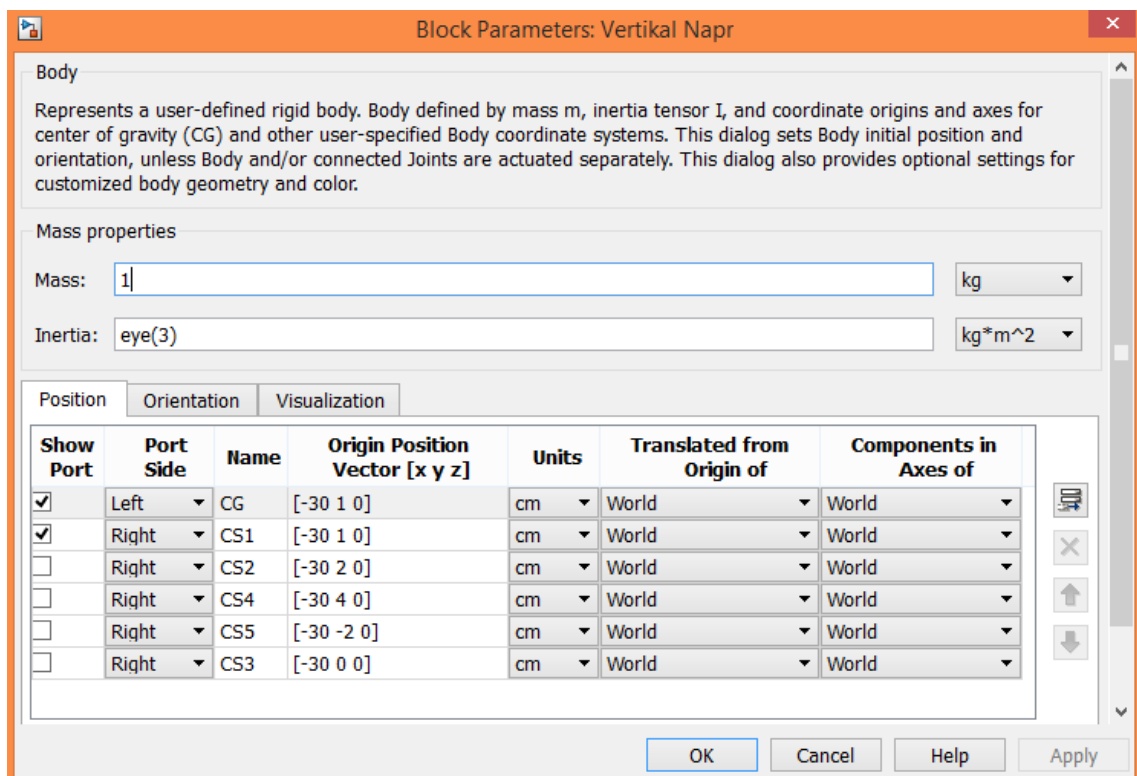 Block Parameters: Vertikal Napr
Body
Represents a user-defined rigid body. Body defined by mass m, inertia tensor I, and coordinate origins and axes for
center of gravity (CG) and other user-specified Body coordinate systems. This dialog sets Body initial position and
orientation, unless Body and/or connected Joints are actuated separately. This dialog also provides optional settings for
customized body geometry and color.
Mass properties
Mass: 1 kg
Inertia: eye(3) kg*m^2
Position Orientation Visualization
Show Port Port Side Name Origin Position Vector [x y z] Units Translated from Origin of Components in Axes of
Left CG [-30 1 0] cm World World
Right CS1 [-30 1 0] cm World World
Right CS2 [-30 2 0] cm World World
Right CS4 [-30 4 0] cm World World
Right CS5 [-30 -2 0] cm World World
Right CS3 [-30 0 0] cm World World
OK Cancel Help Apply